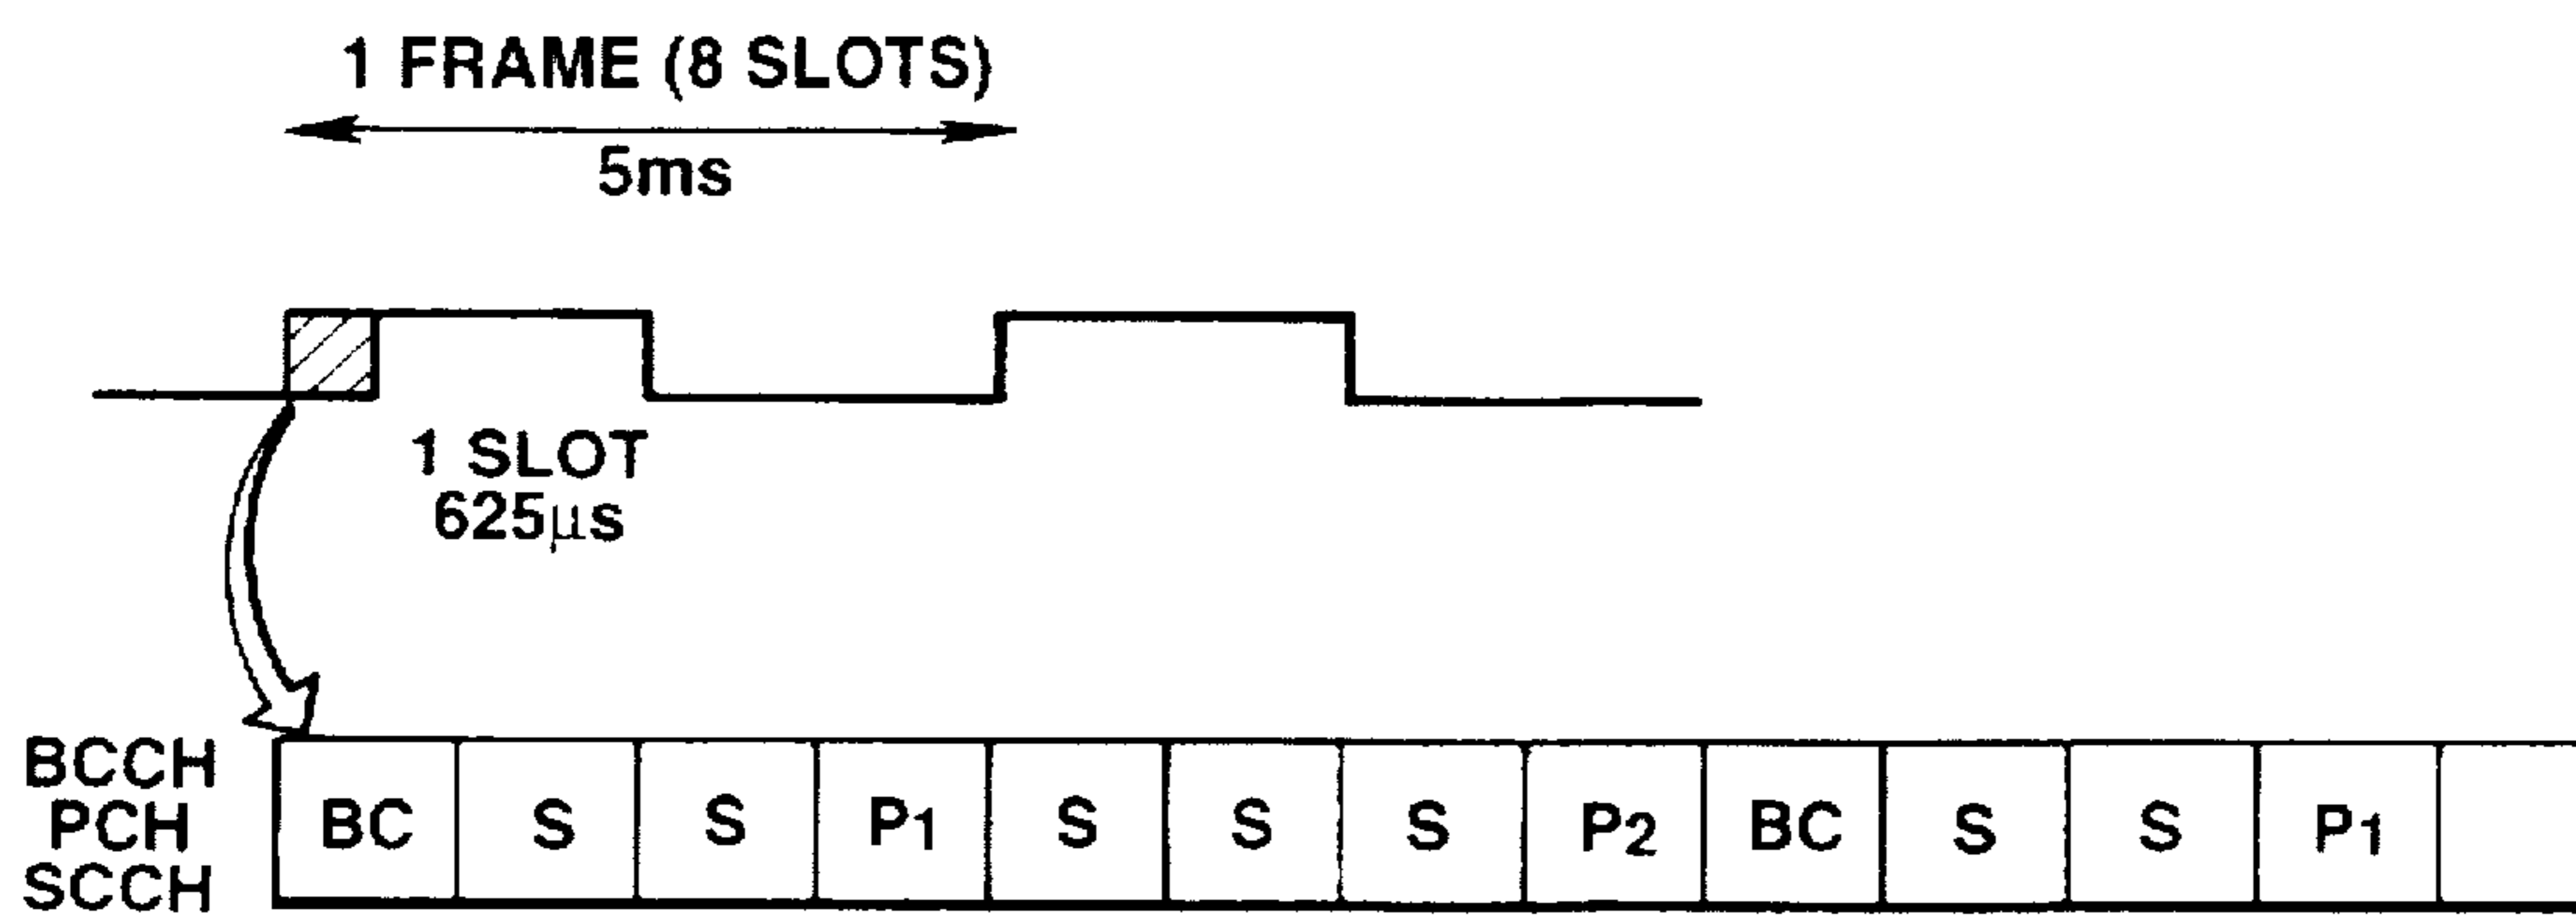 1 FRAME (8 SLOTS)
5ms
1 SLOT
625μs
BCCH
PCH
SCCH
BC S S P1 S S S P2 BC S S P1